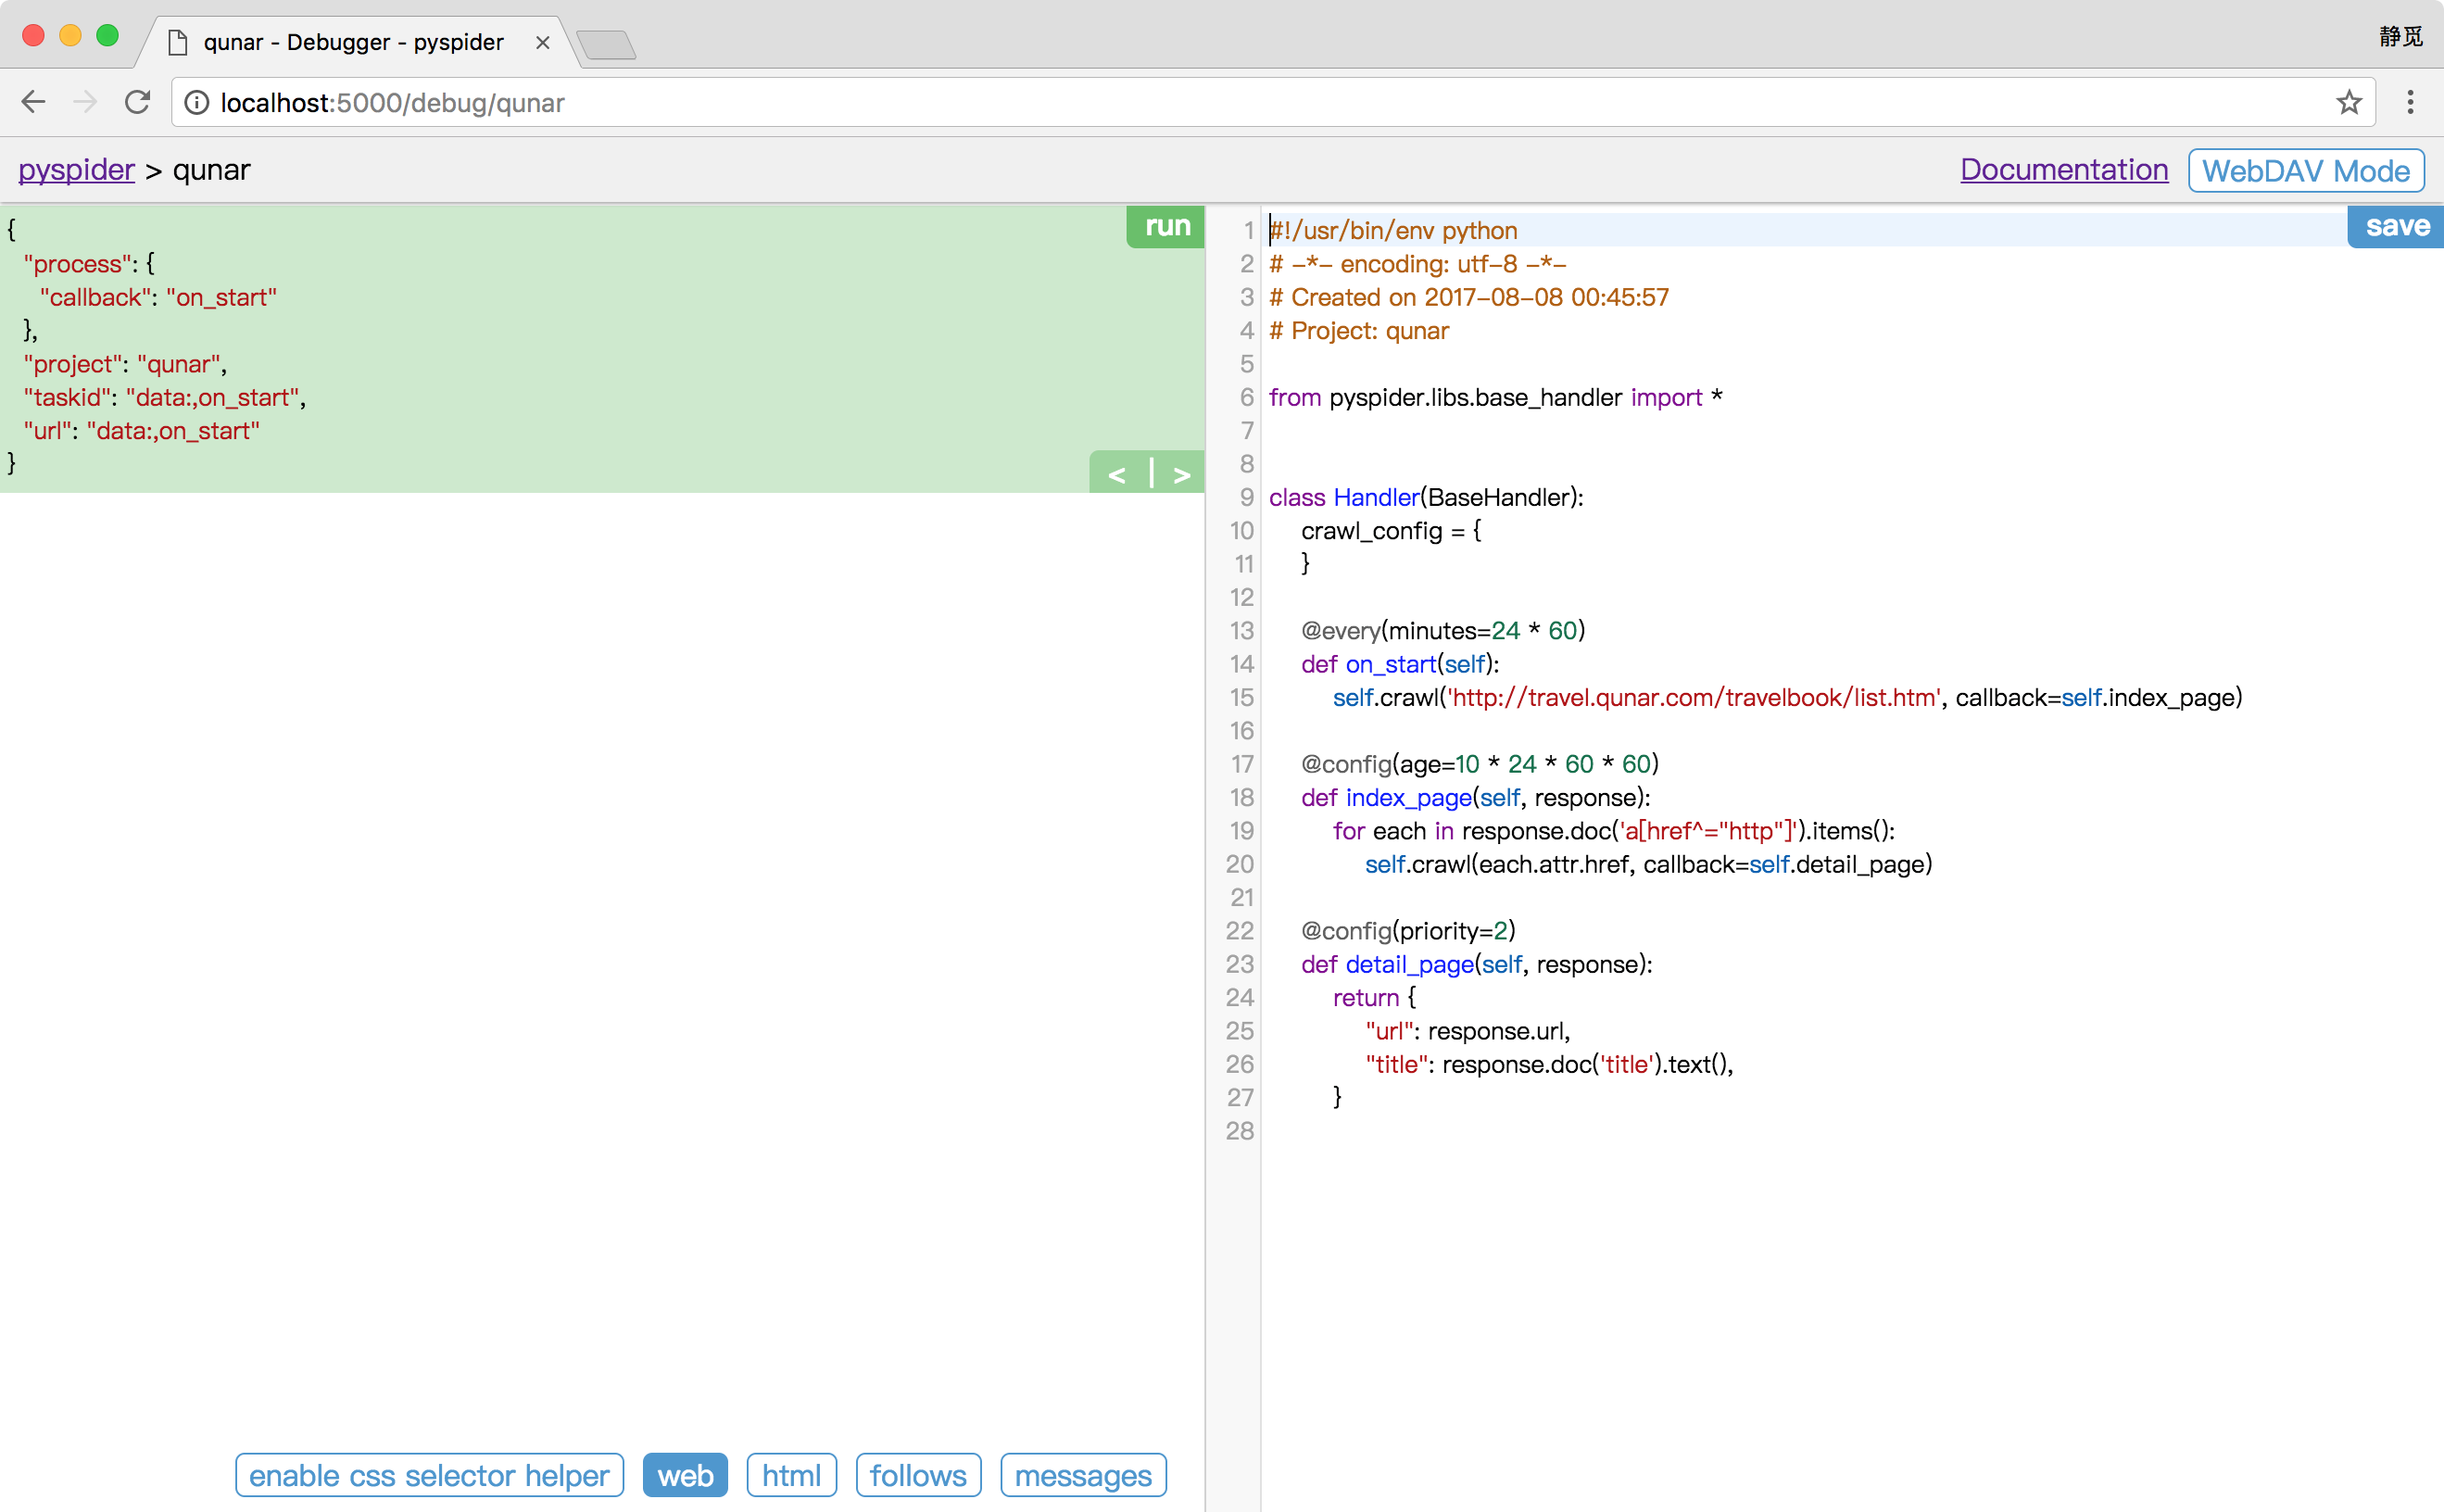 qunar - Debugger - pyspider
静觅
localhost:5000/debug/qunar
pyspider > qunar
Documentation
WebDAV Mode
run
{
"process": {
"callback": "on_start"
},
"project": "qunar",
"taskid": "data:,on_start",
"url": "data:,on_start"
}
< | >
enable css selector helper
web
html
follows
messages
save
1 #!/usr/bin/env python
2 # -*- encoding: utf-8 -*-
3 # Created on 2017-08-08 00:45:57
4 # Project: qunar
5
6 from pyspider.libs.base_handler import *
7
8
9 class Handler(BaseHandler):
10 crawl_config = {
11 }
12
13 @every(minutes=24 * 60)
14 def on_start(self):
15 self.crawl('http://travel.qunar.com/travelbook/list.htm', callback=self.index_page)
16
17 @config(age=10 * 24 * 60 * 60)
18 def index_page(self, response):
19 for each in response.doc('a[href^="http"]').items():
20 self.crawl(each.attr.href, callback=self.detail_page)
21
22 @config(priority=2)
23 def detail_page(self, response):
24 return {
25 "url": response.url,
26 "title": response.doc('title').text(),
27 }
28